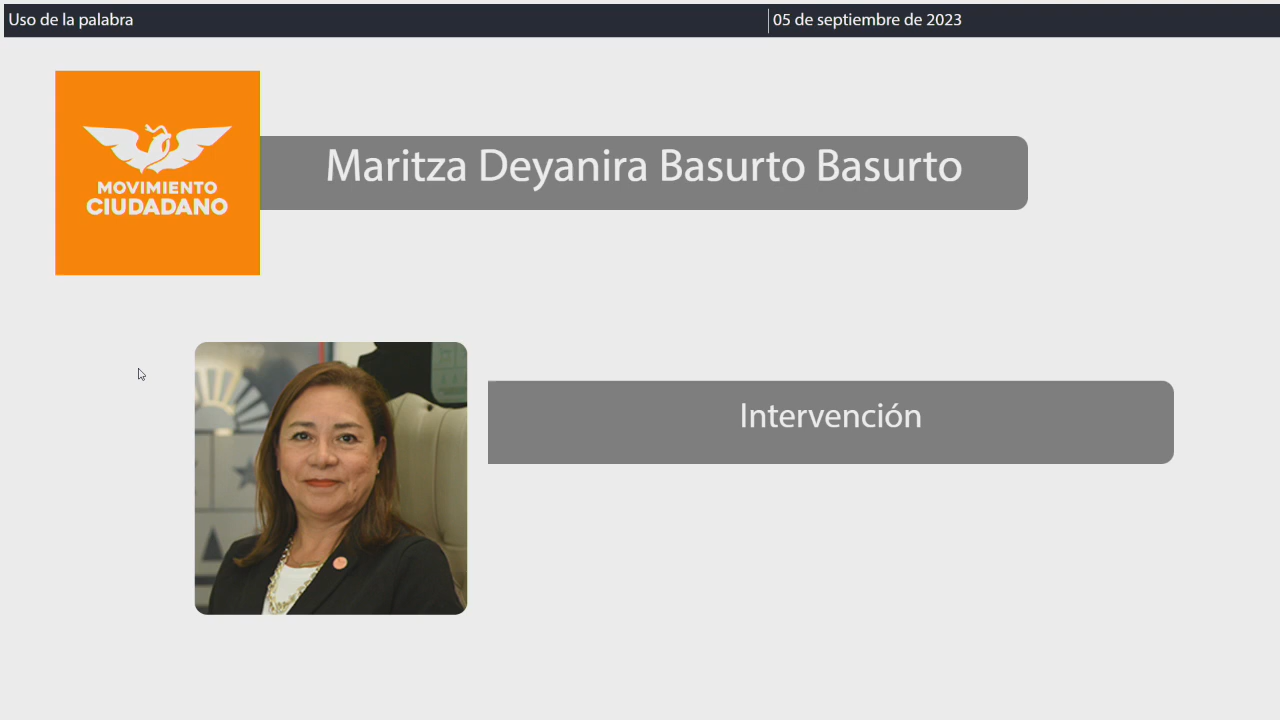 Uso de la palabra
05 de septiembre de 2023
MOVIMIENTO
CIUDADANO
Maritza Deyanira Basurto Basurto
Intervención